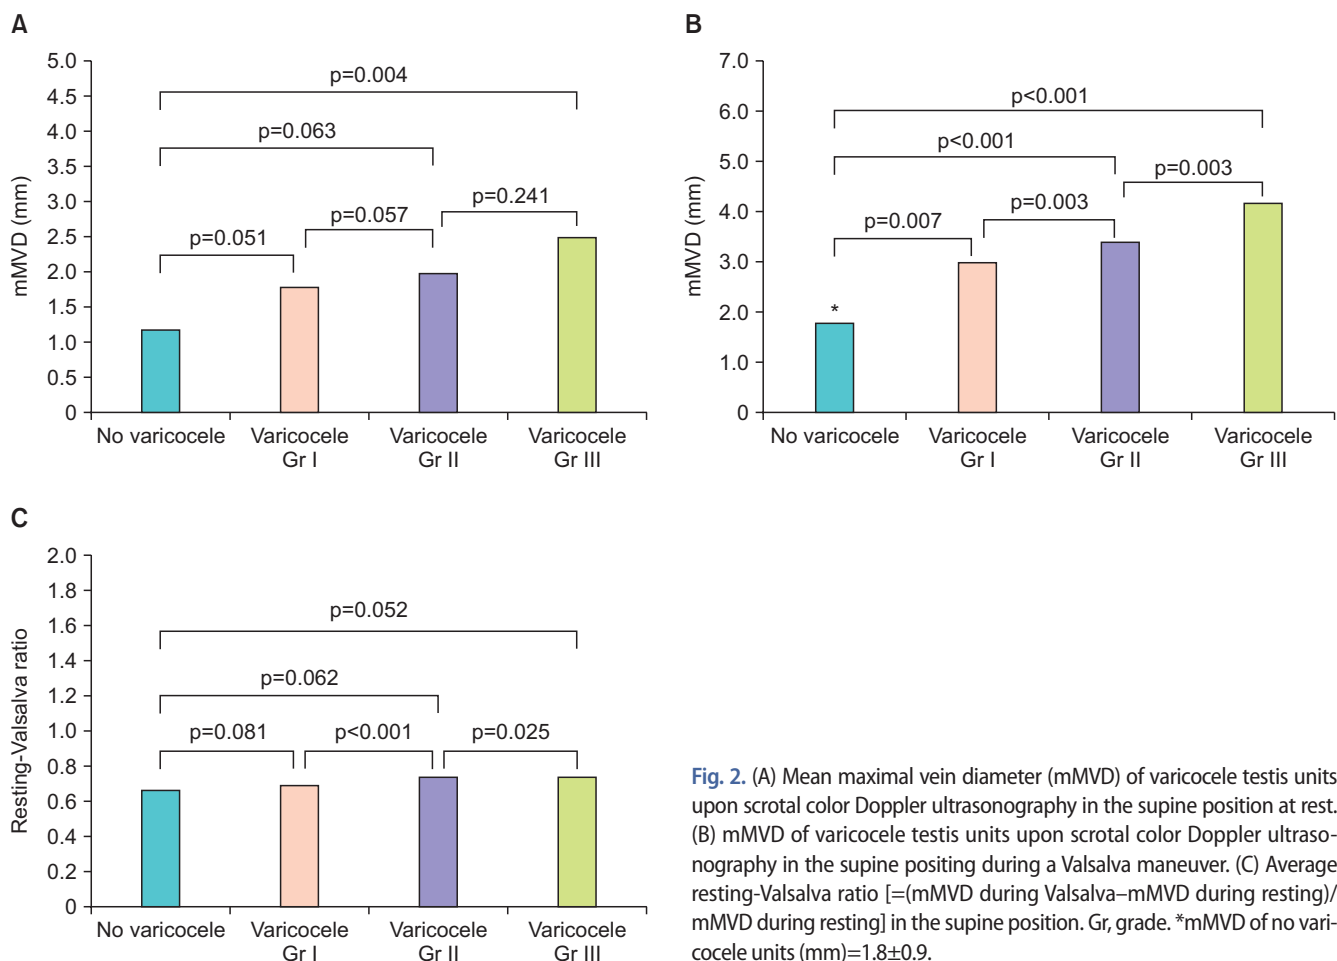 A
5.0
4.5
4.0
3.5
3.0
2.5
2.0
1.5
1.0
0.5
0
mMVD (mm)
p=0.004
p=0.063
p=0.241
p=0.057
p=0.051
No varicocele
Varicocele
Gr I
Varicocele
Gr II
Varicocele
Gr III
B
7.0
6.0
5.0
4.0
3.0
2.0
1.0
0
mMVD (mm)
p<0.001
p<0.001
p=0.003
p=0.003
p=0.007
*
No varicocele
Varicocele
Gr I
Varicocele
Gr II
Varicocele
Gr III
C
2.0
1.8
1.6
1.4
1.2
1.0
0.8
0.6
0.4
0.2
0
Resting-Valsalva ratio
p=0.052
p=0.062
p=0.081
p<0.001
p=0.025
No varicocele
Varicocele
Gr I
Varicocele
Gr II
Varicocele
Gr III
Fig. 2. (A) Mean maximal vein diameter (mMVD) of varicocele testis units
upon scrotal color Doppler ultrasonography in the supine position at rest.
(B) mMVD of varicocele testis units upon scrotal color Doppler ultraso-
nography in the supine positing during a Valsalva maneuver. (C) Average
resting-Valsalva ratio [=(mMVD during Valsalva–mMVD during resting)/
mMVD during resting] in the supine position. Gr, grade. *mMVD of no vari-
cocele units (mm)=1.8±0.9.